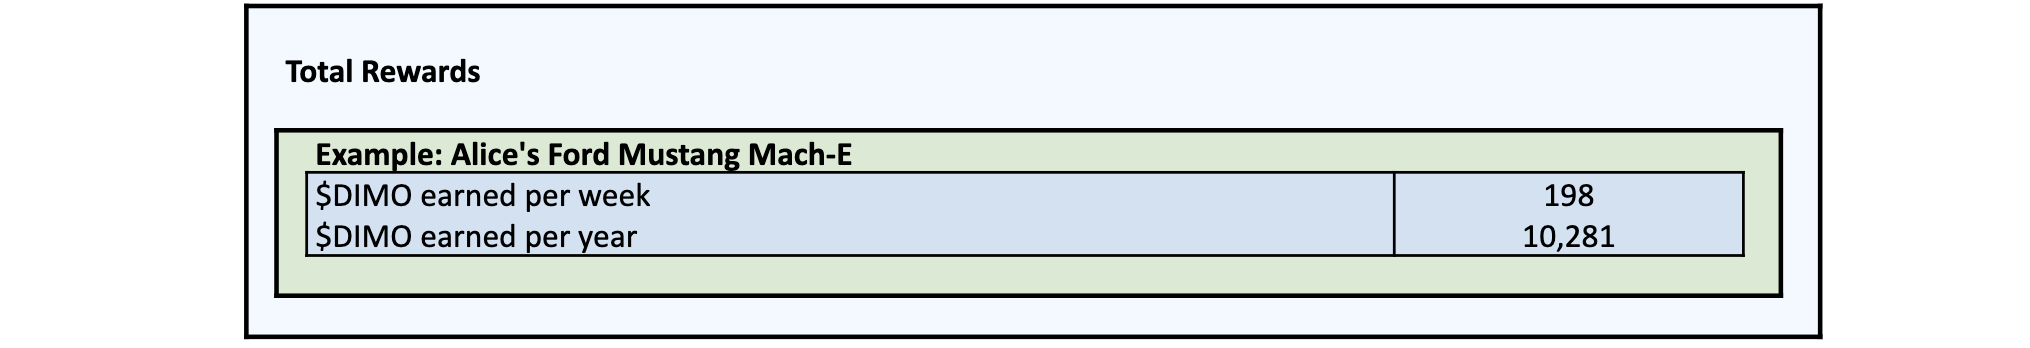 Total Rewards
Example: Alice's Ford Mustang Mach-E
$DIMO earned per week 198
$DIMO earned per year 10,281